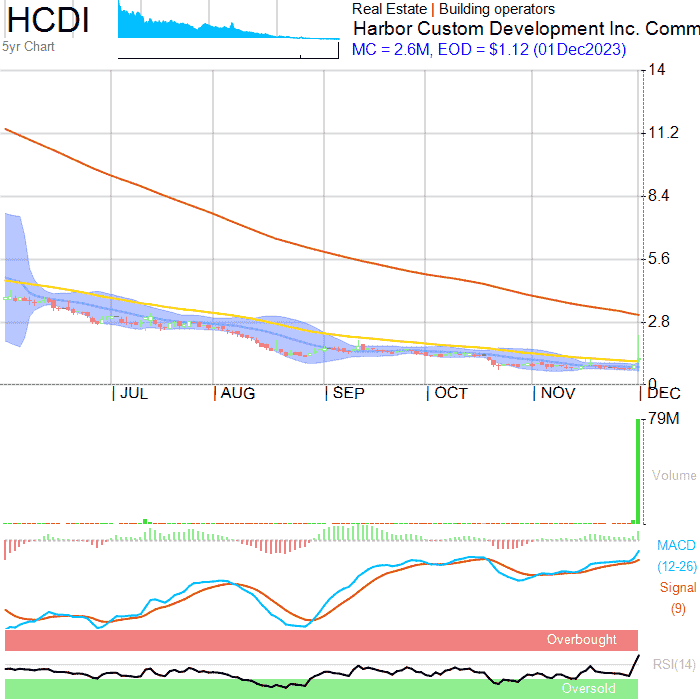 HCDI
5yr Chart
Real Estate | Building operators
Harbor Custom Development Inc. Comm
MC = 2.6M, EOD = $1.12 (01Dec2023)
14
11.2
8.4
5.6
2.8
0
JUL
AUG
SEP
OCT
NOV
DEC
79M
Volume
MACD
(12-26)
Signal
(9)
Overbought
RSI(14)
Oversold